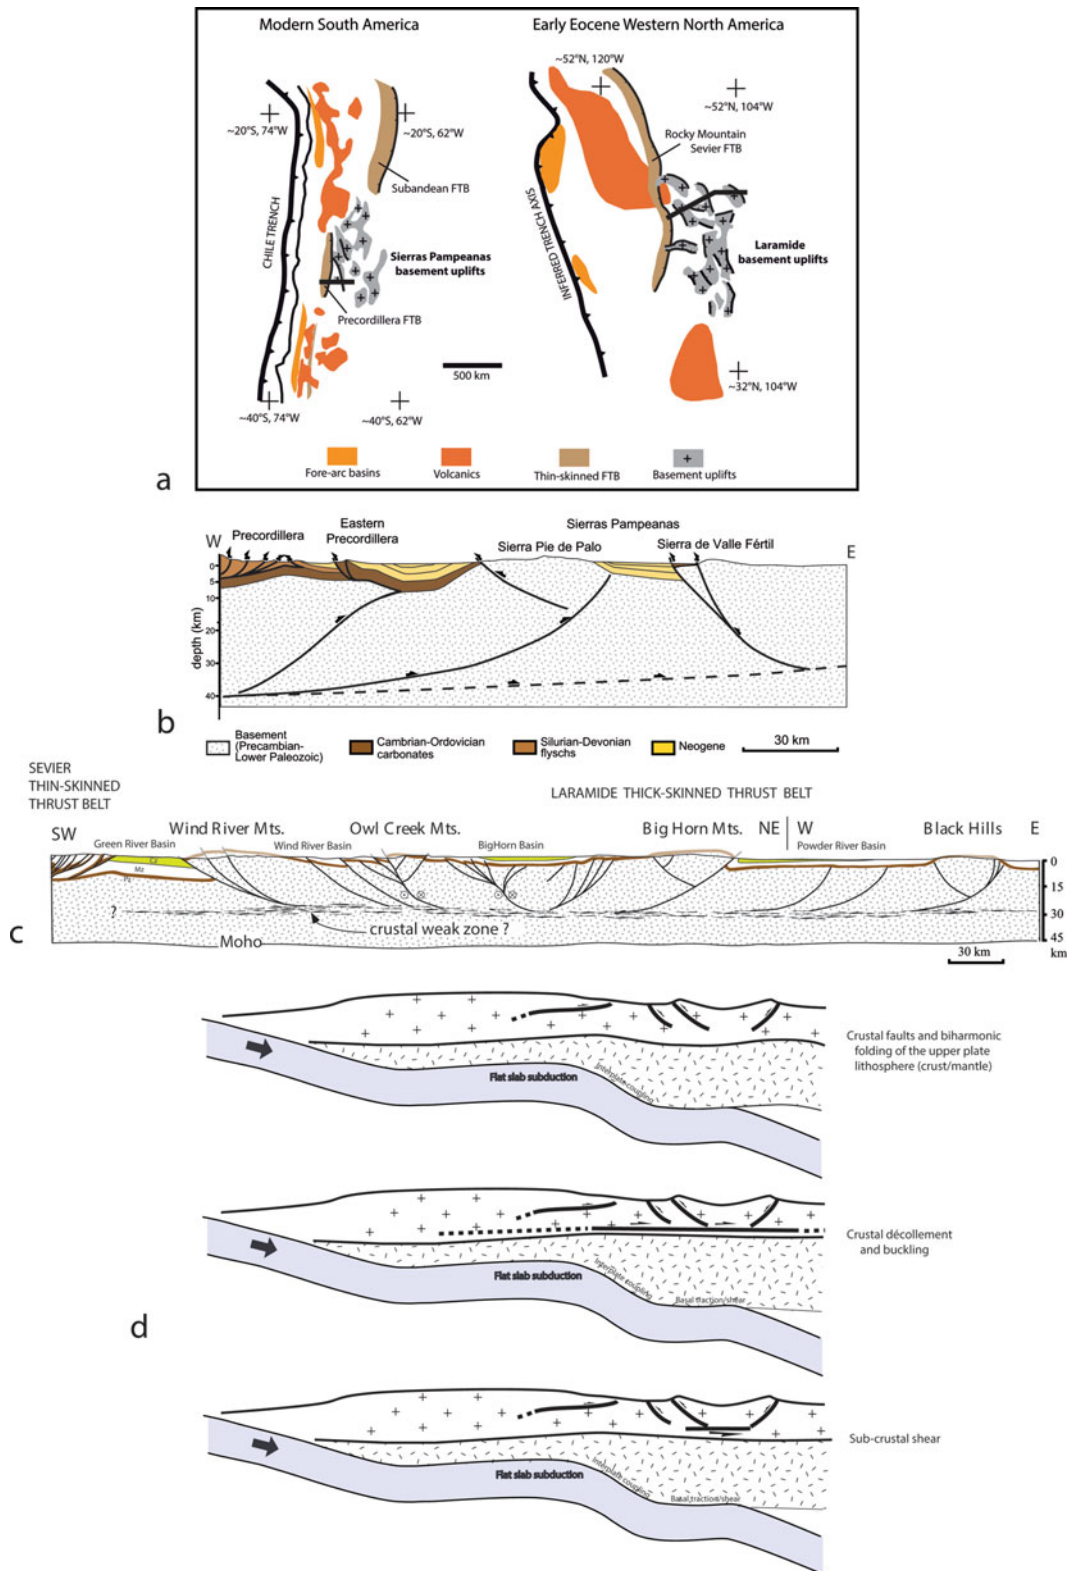 Modern South America
Early Eocene Western North America
~52°N, 120°W
~52°N, 104°W
~20°S, 74°W
~20°S, 62°W
Rocky Mountain
Sevier FTB
Subandean FTB
CHILE TRENCH
INFERRED TRENCH AXIS
Sierras Pampeanas
basement uplifts
Laramide
basement uplifts
Precordillera FTB
500 km
~32°N, 104°W
~40°S, 74°W
~40°S, 62°W
Fore-arc basins
Volcanics
Thin-skinned FTB
Basement uplifts
a
W
Precordillera
Eastern
Precordillera
Sierras Pampeanas
Sierra Pie de Palo
Sierra de Valle Fértil
E
0
5
10
20
30
40
depth (km)
b
Basement
(Precambian-
Lower Paleozoic)
Cambrian-Ordovician
carbonates
Silurian-Devonian
flyschs
Neogene
30 km
SEVIER
THIN-SKINNED
THRUST BELT
LARAMIDE THICK-SKINNED THRUST BELT
SW
Green River Basin
Wind River Mts.
Wind River Basin
Owl Creek Mts.
BigHorn Basin
Big Horn Mts.
NE
W
Powder River Basin
Black Hills
E
Mz
?
crustal weak zone ?
Moho
0
15
30
45
km
30 km
c
Flat slab subduction
Interplate coupling
Crustal faults and biharmonic
folding of the upper plate
lithosphere (crust/mantle)
Flat slab subduction
Interplate coupling
Basal traction/shear
Crustal décollement
and buckling
d
Flat slab subduction
Interplate coupling
Basal traction/shear
Sub-crustal shear